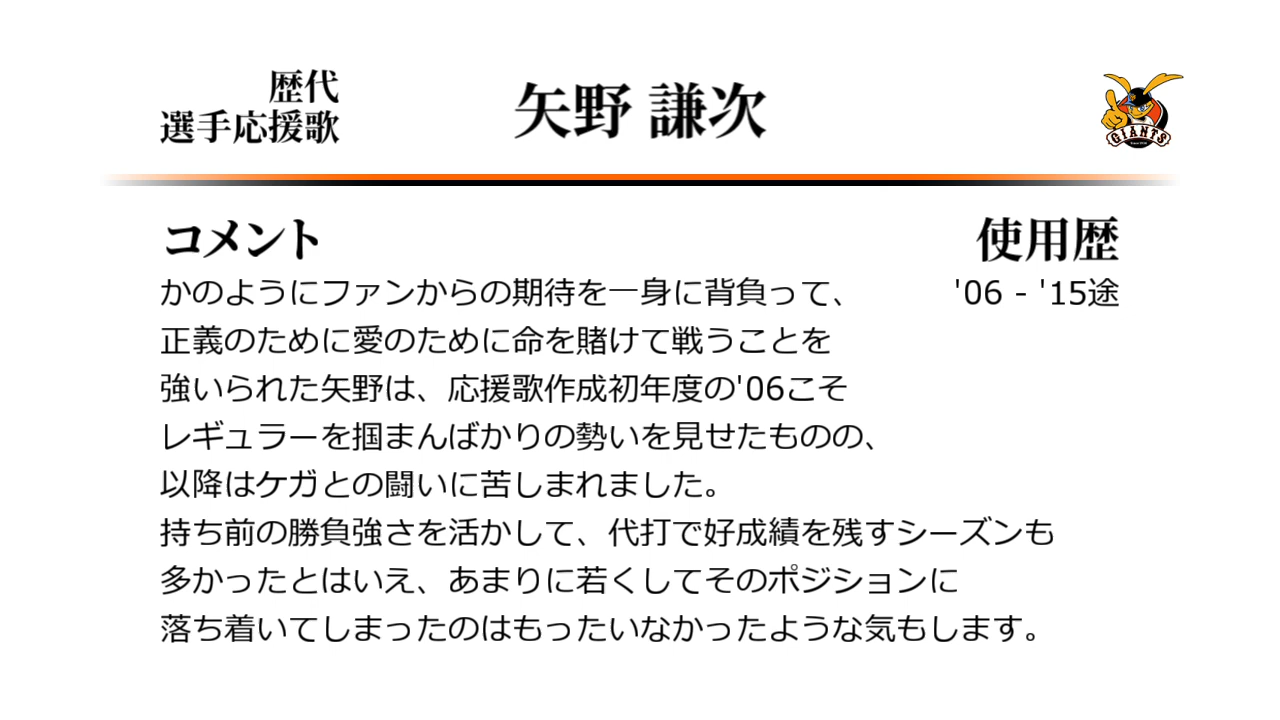 歴代
選手応援歌
矢野 謙次
GIANTS
コメント
使用歴
かのようにファンからの期待を一身に背負って、
'06 - '15途
正義のために愛のために命を賭けて戦うことを
強いられた矢野は、応援歌作成初年度の'06こそ
レギュラーを掴まんばかりの勢いを見せたものの、
以降はケガとの闘いに苦しまれました。
持ち前の勝負強さを活かして、代打で好成績を残すシーズンも
多かったとはいえ、あまりに若くしてそのポジションに
落ち着いてしまったのはもったいなかったような気もします。